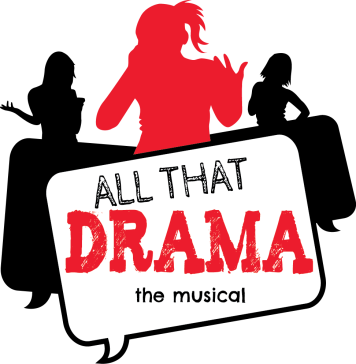 ALL THAT
DRAMA
the musical